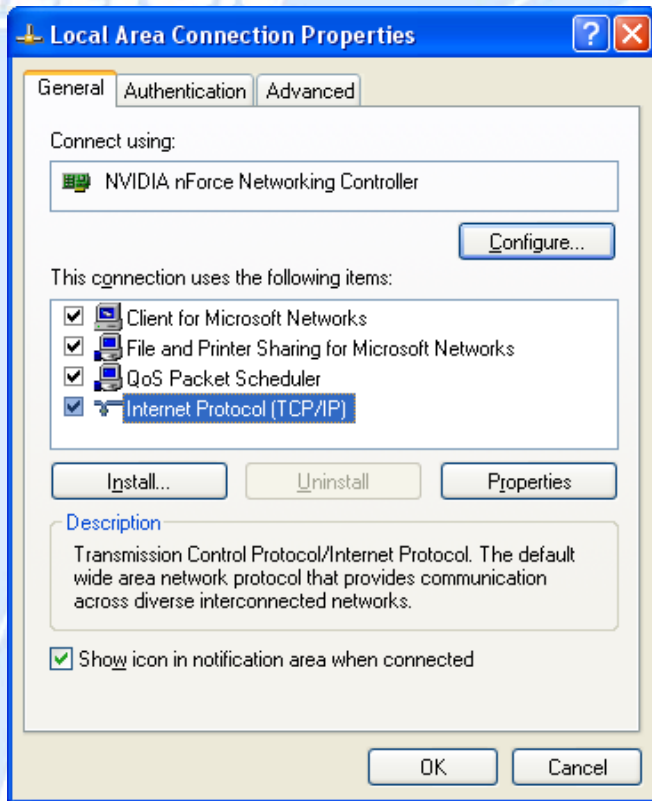 Local Area Connection Properties
General Authentication Advanced
Connect using:
NVIDIA nForce Networking Controller
Configure...
This connection uses the following items:
Client for Microsoft Networks
File and Printer Sharing for Microsoft Networks
QoS Packet Scheduler
Internet Protocol (TCP/IP)
Install... Uninstall Properties
Description
Transmission Control Protocol/Internet Protocol. The default
wide area network protocol that provides communication
across diverse interconnected networks.
Show icon in notification area when connected
OK Cancel